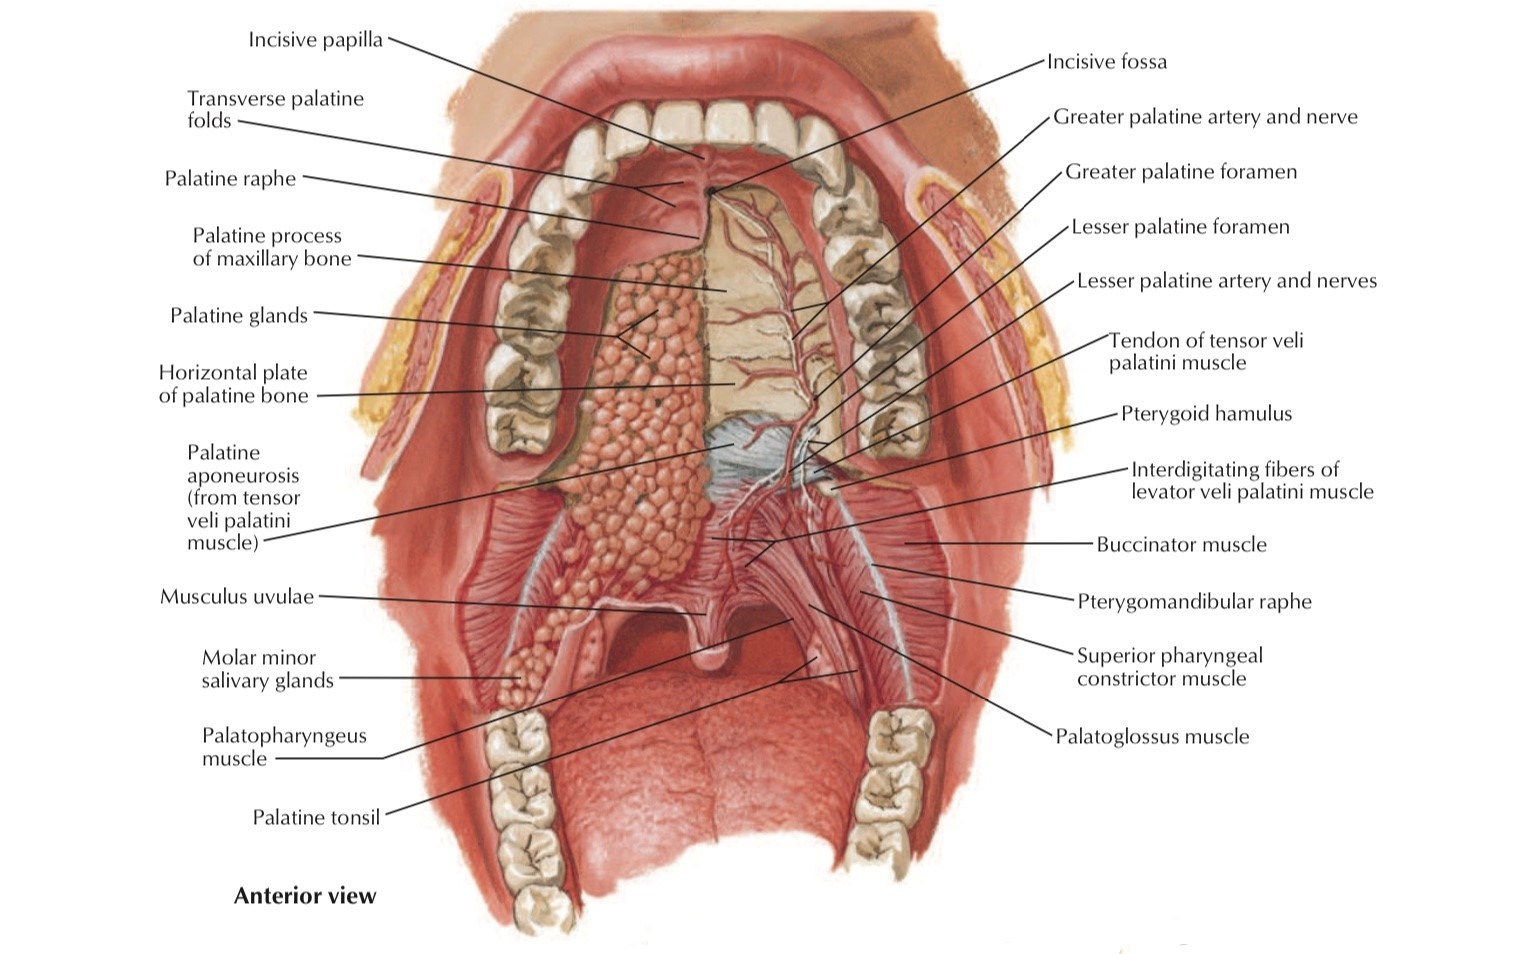 Incisive papilla
Transverse palatine
folds
Palatine raphe
Palatine process
of maxillary bone
Palatine glands
Horizontal plate
of palatine bone
Palatine
aponeurosis
(from tensor
veli palatini
muscle)
Musculus uvulae
Molar minor
salivary glands
Palatopharyngeus
muscle
Palatine tonsil
Anterior view
Incisive fossa
Greater palatine artery and nerve
Greater palatine foramen
Lesser palatine foramen
Lesser palatine artery and nerves
Tendon of tensor veli
palatini muscle
Pterygoid hamulus
Interdigitating fibers of
levator veli palatini muscle
Buccinator muscle
Pterygomandibular raphe
Superior pharyngeal
constrictor muscle
Palatoglossus muscle